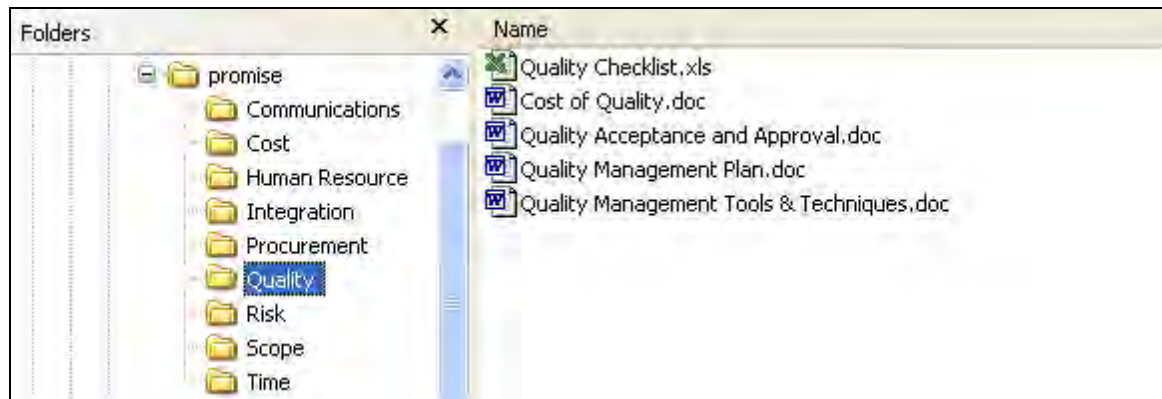 Folders
promise
Communications
Cost
Human Resource
Integration
Procurement
Quality
Risk
Scope
Time
Name
Quality Checklist.xls
Cost of Quality.doc
Quality Acceptance and Approval.doc
Quality Management Plan.doc
Quality Management Tools & Techniques.doc